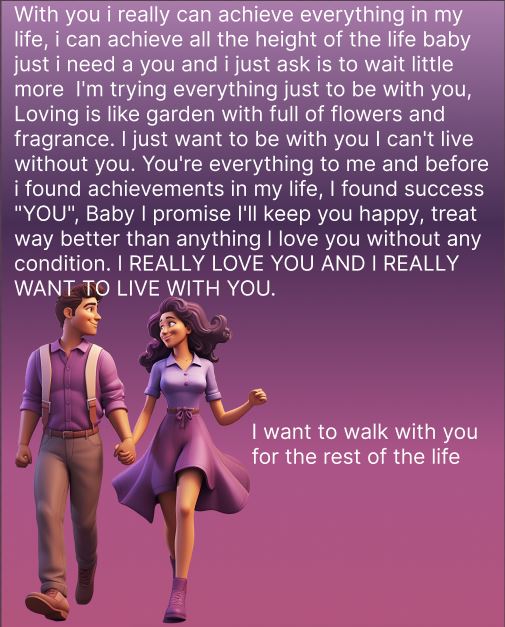 With you i really can achieve everything in my
life, i can achieve all the height of the life baby
just i need a you and i just ask is to wait little
more  I'm trying everything just to be with you,
Loving is like garden with full of flowers and
fragrance. I just want to be with you I can't live
without you. You're everything to me and before
i found achievements in my life, I found success
"YOU", Baby I promise I'll keep you happy, treat
way better than anything I love you without any
condition. I REALLY LOVE YOU AND I REALLY
WANT TO LIVE WITH YOU.
I want to walk with you
for the rest of the life